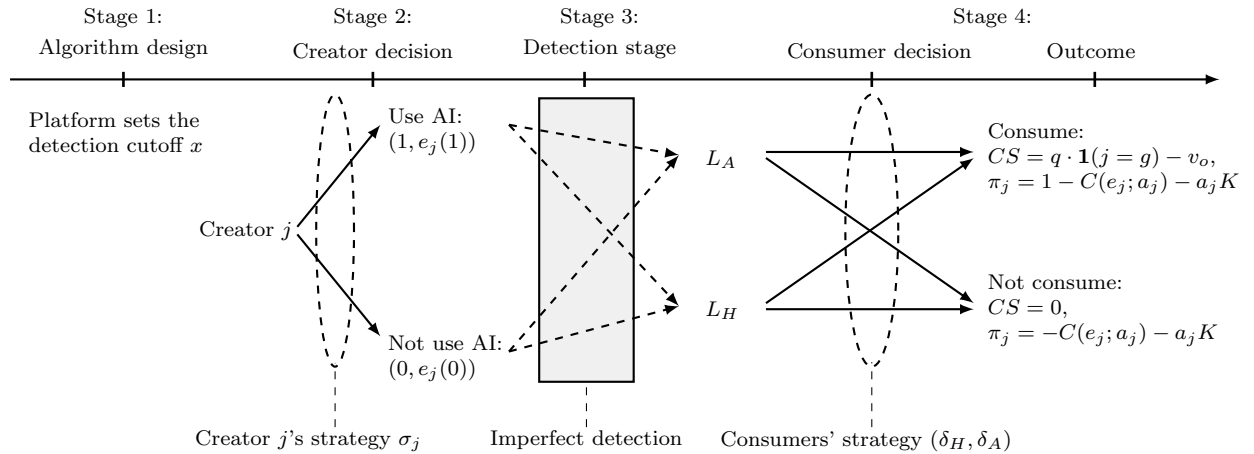 Stage 1:
Stage 2:
Stage 3:
Stage 4:
Algorithm design
Creator decision
Detection stage
Consumer decision
Outcome
Platform sets the
detection cutoff x
Use AI:
(1, e_j(1))
Creator j
Not use AI:
(0, e_j(0))
L_A
L_H
Consume:
CS = q · 1(j = g) − v_o,
π_j = 1 − C(e_j; a_j) − a_jK
Not consume:
CS = 0,
π_j = −C(e_j; a_j) − a_jK
Creator j's strategy σ_j
Imperfect detection
Consumers' strategy (δ_H, δ_A)